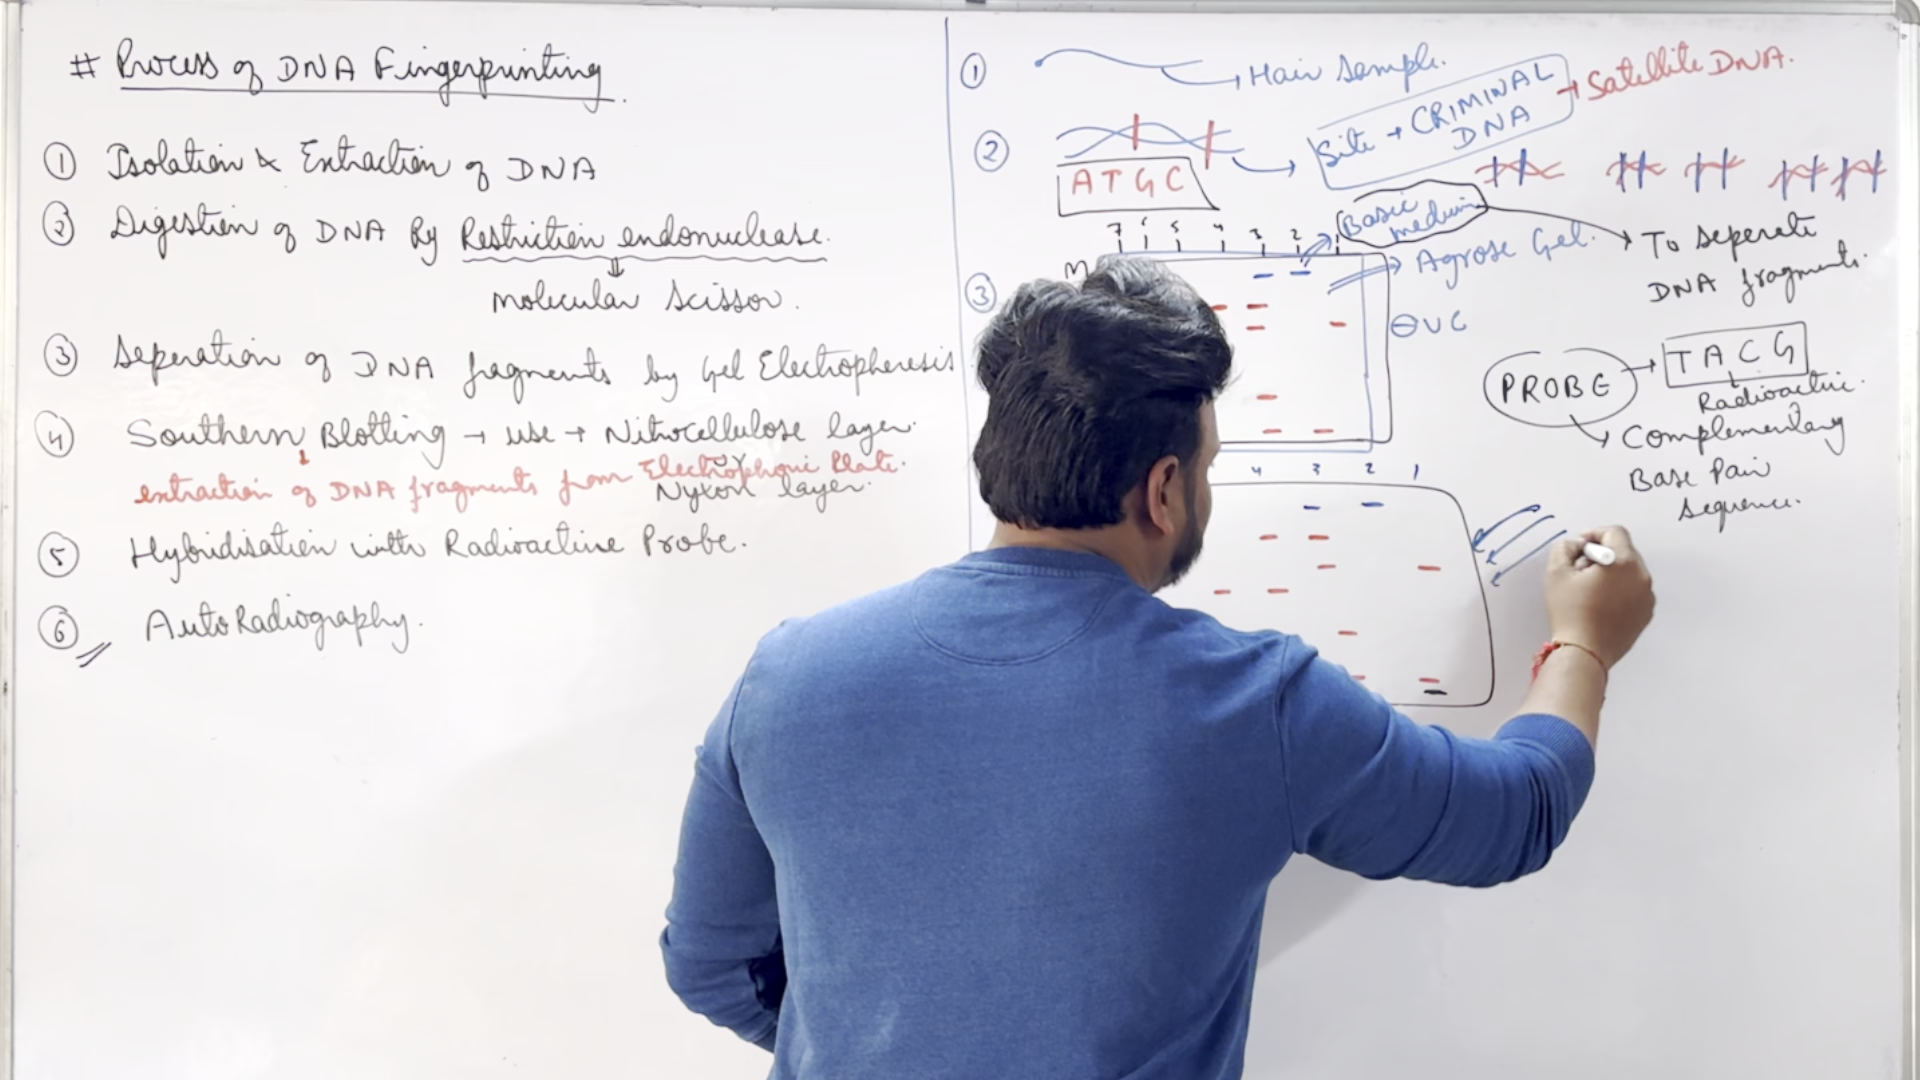 # Process of DNA Fingerprinting.
① Isolation & Extraction of DNA
② Digestion of DNA By Restriction endonuclease.
⇓
Molecular Scissor.
③ Seperation of DNA fragments by Gel Electropheresis
④ Southern Blotting → use → Nitrocellulose layer.
or
extraction of DNA fragments from Electrophoric Plate.
Nylon layer.
⑤ Hybridisation with Radioactive Probe.
⑥ AutoRadiography.
① → Hair Sample.
② Site → CRIMINAL DNA → Satellite DNA.
ATGC
7 6 5 4 3 2 1
Basic medium → To seperate DNA fragments.
③ M
→ Agrose Gel.
⊖VC
PROBE → TACG
Radioactive.
→ Complementary
Base Pair
Sequence.
4 3 2 1